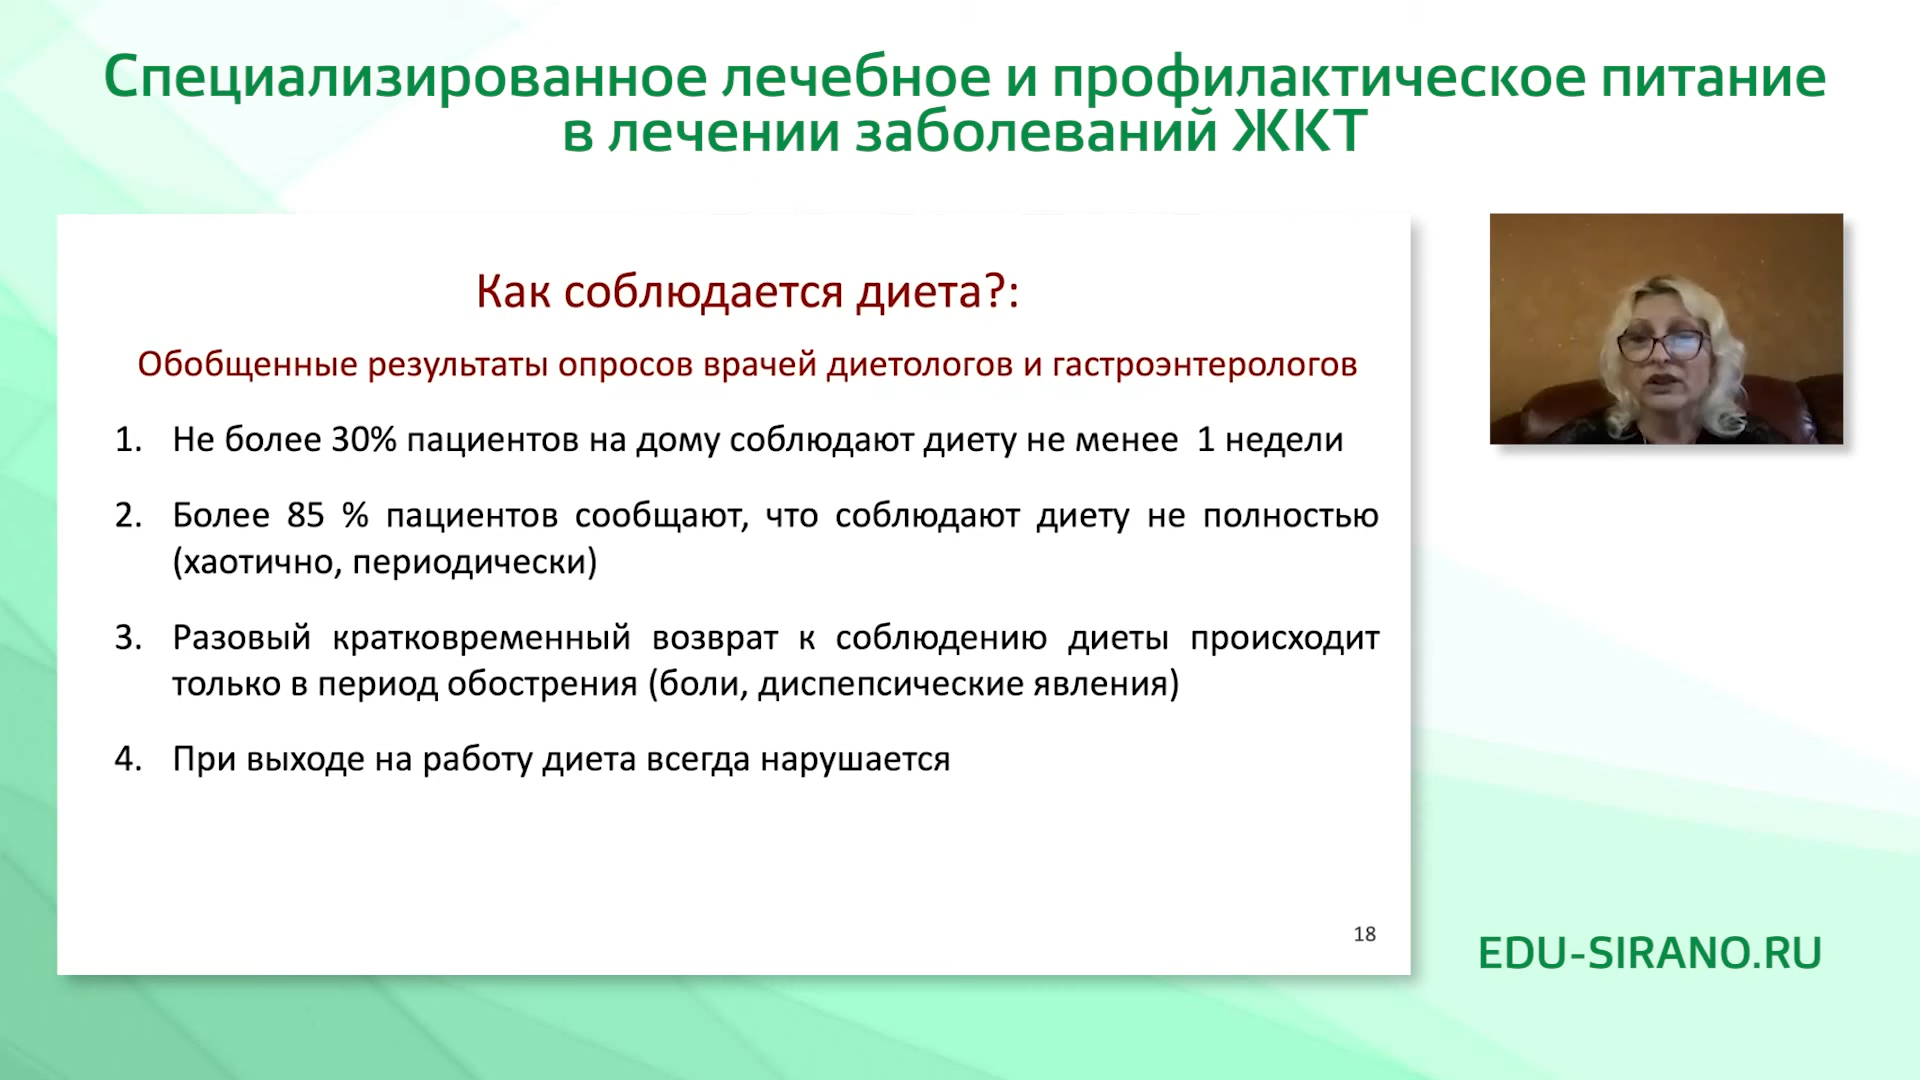 Специализированное лечебное и профилактическое питание
в лечении заболеваний ЖКТ
Как соблюдается диета?:
Обобщенные результаты опросов врачей диетологов и гастроэнтерологов
1. Не более 30% пациентов на дому соблюдают диету не менее 1 недели
2. Более 85 % пациентов сообщают, что соблюдают диету не полностью
(хаотично, периодически)
3. Разовый кратковременный возврат к соблюдению диеты происходит
только в период обострения (боли, диспепсические явления)
4. При выходе на работу диета всегда нарушается
18
EDU-SIRANO.RU